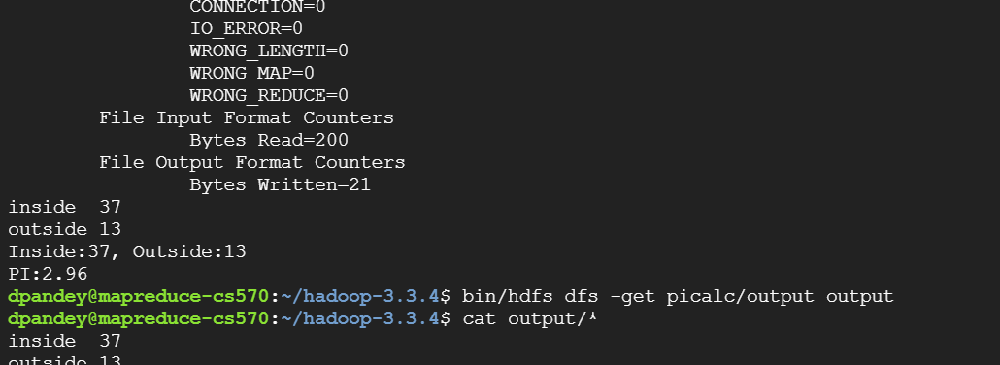 CONNECTION=0
IO_ERROR=0
WRONG_LENGTH=0
WRONG_MAP=0
WRONG_REDUCE=0
File Input Format Counters
Bytes Read=200
File Output Format Counters
Bytes Written=21
inside  37
outside 13
Inside:37, Outside:13
PI:2.96
dpandey@mapreduce-cs570:~/hadoop-3.3.4$ bin/hdfs dfs -get picalc/output output
dpandey@mapreduce-cs570:~/hadoop-3.3.4$ cat output/*
inside  37
outside 13